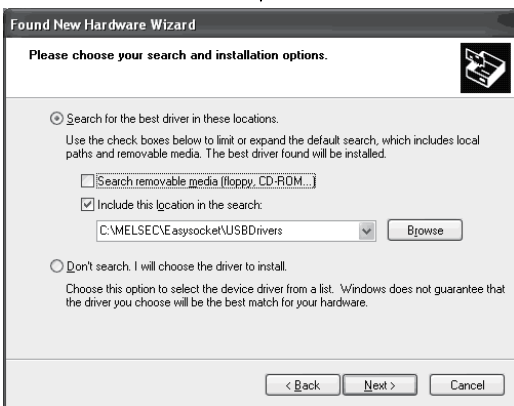 Found New Hardware Wizard
Please choose your search and installation options.
Search for the best driver in these locations.
Use the check boxes below to limit or expand the default search, which includes local
paths and removable media. The best driver found will be installed.
Search removable media (floppy, CD-ROM...)
Include this location in the search:
C:\MELSEC\Easysocket\USBDrivers
Browse
Don't search. I will choose the driver to install.
Choose this option to select the device driver from a list. Windows does not guarantee that
the driver you choose will be the best match for your hardware.
< Back Next > Cancel